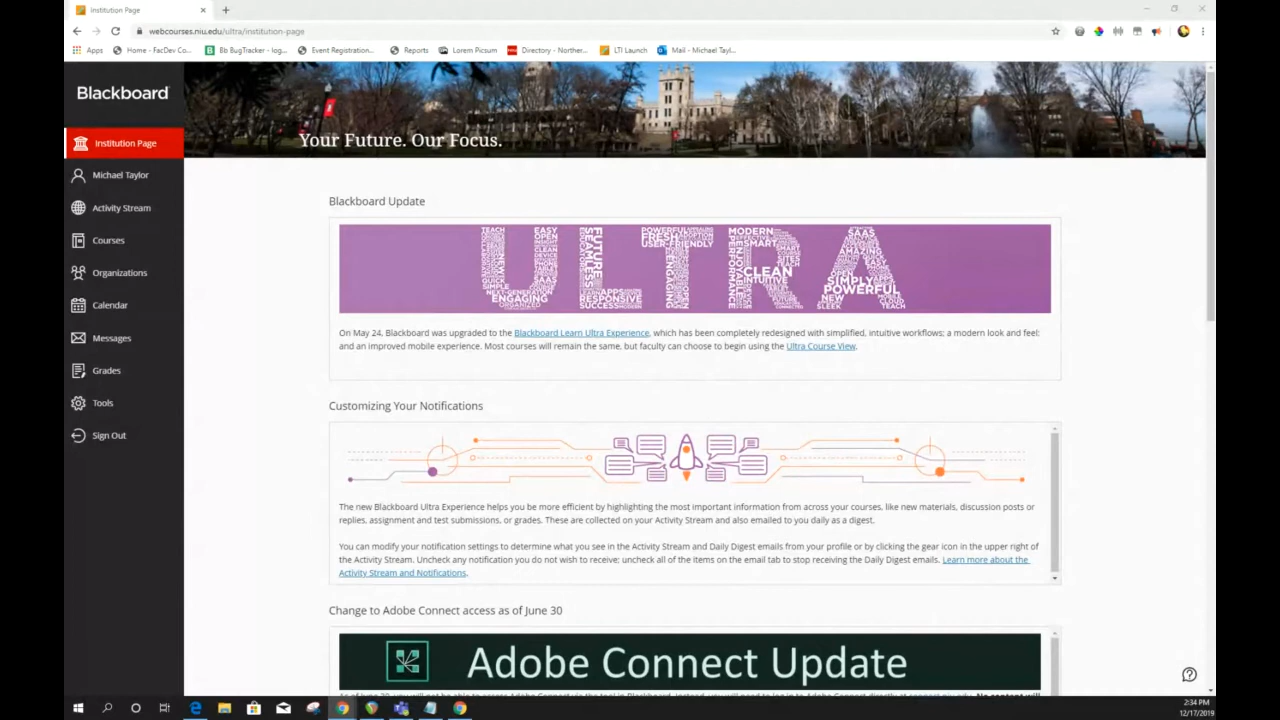 Institution Page
webcourses.niu.edu/ultra/institution-page
Apps
Home - FacDev Co...
Bb BugTracker - log...
Event Registration...
Reports
Lorem Picsum
Directory - Norther...
LTI Launch
Mail - Michael Tayl...
Blackboard
Institution Page
Michael Taylor
Activity Stream
Courses
Organizations
Calendar
Messages
Grades
Tools
Sign Out
Your Future. Our Focus.
Blackboard Update
ULTRA
On May 24, Blackboard was upgraded to the Blackboard Learn Ultra Experience, which has been completely redesigned with simplified, intuitive workflows; a modern look and feel;
and an improved mobile experience. Most courses will remain the same, but faculty can choose to begin using the Ultra Course View.
Customizing Your Notifications
The new Blackboard Ultra Experience helps you be more efficient by highlighting the most important information from across your courses, like new materials, discussion posts or
replies, assignment and test submissions, or grades. These are collected on your Activity Stream and also emailed to you daily as a digest.
You can modify your notification settings to determine what you see in the Activity Stream and Daily Digest emails from your profile or by clicking the gear icon in the upper right of
the Activity Stream. Uncheck any notification you do not wish to receive; uncheck all of the items on the email tab to stop receiving the Daily Digest emails. Learn more about the
Activity Stream and Notifications.
Change to Adobe Connect access as of June 30
Adobe Connect Update
2:34 PM
12/17/2019